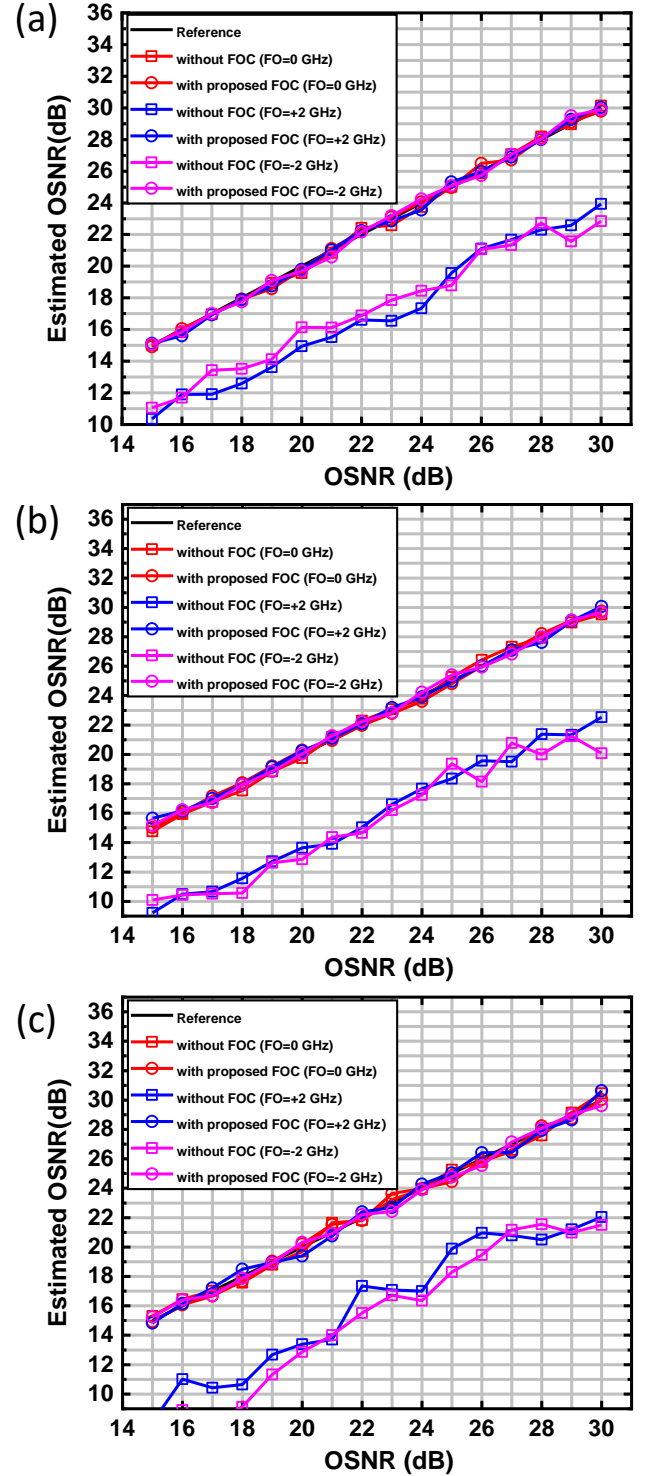 (a)
36
34
32
30
28
26
24
22
20
18
16
14
12
10
Estimated OSNR(dB)
Reference
without FOC (FO=0 GHz)
with proposed FOC (FO=0 GHz)
without FOC (FO=+2 GHz)
with proposed FOC (FO=+2 GHz)
without FOC (FO=-2 GHz)
with proposed FOC (FO=-2 GHz)
14 16 18 20 22 24 26 28 30
OSNR (dB)
(b)
36
34
32
30
28
26
24
22
20
18
16
14
12
10
Estimated OSNR(dB)
Reference
without FOC (FO=0 GHz)
with proposed FOC (FO=0 GHz)
without FOC (FO=+2 GHz)
with proposed FOC (FO=+2 GHz)
without FOC (FO=-2 GHz)
with proposed FOC (FO=-2 GHz)
14 16 18 20 22 24 26 28 30
OSNR (dB)
(c)
36
34
32
30
28
26
24
22
20
18
16
14
12
10
Estimated OSNR(dB)
Reference
without FOC (FO=0 GHz)
with proposed FOC (FO=0 GHz)
without FOC (FO=+2 GHz)
with proposed FOC (FO=+2 GHz)
without FOC (FO=-2 GHz)
with proposed FOC (FO=-2 GHz)
14 16 18 20 22 24 26 28 30
OSNR (dB)